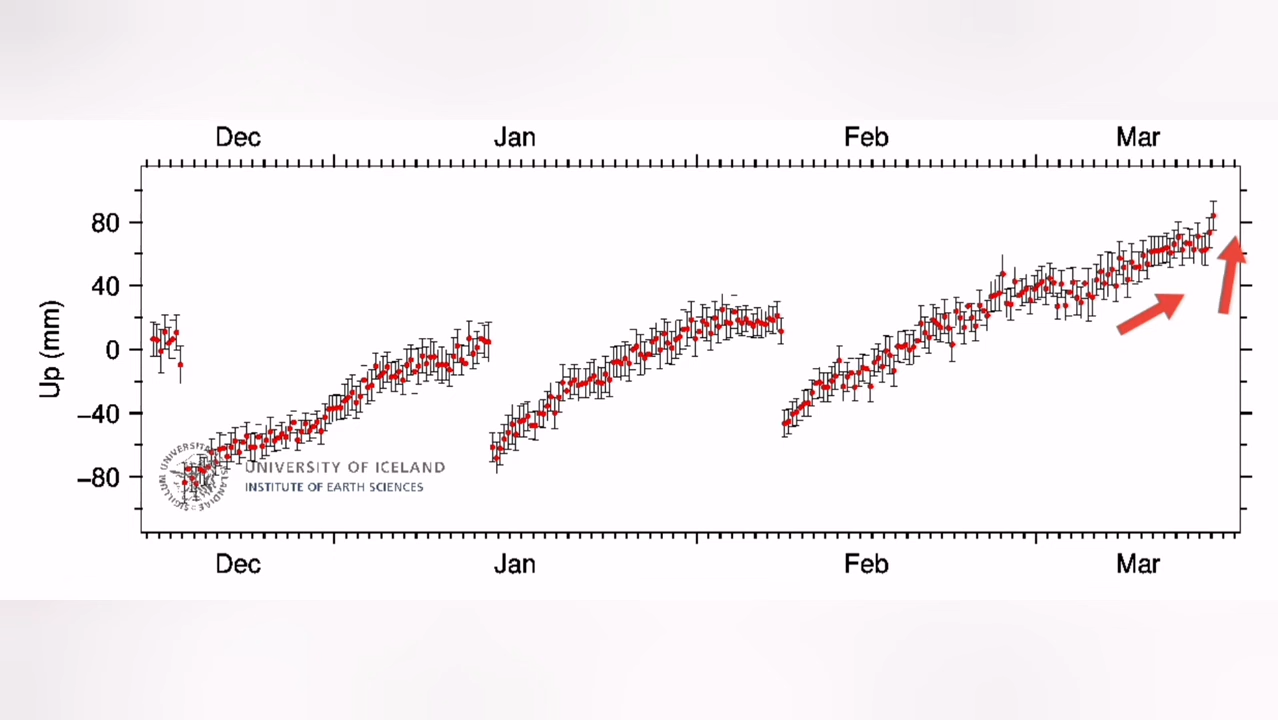 Dec Jan Feb Mar
80
40
0
−40
−80
Up (mm)
UNIVERSITY OF ICELAND
INSTITUTE OF EARTH SCIENCES
Dec Jan Feb Mar